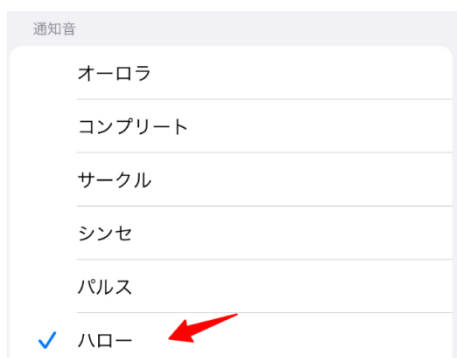 通知音
オーロラ
コンプリート
サークル
シンセ
パルス
ハロー